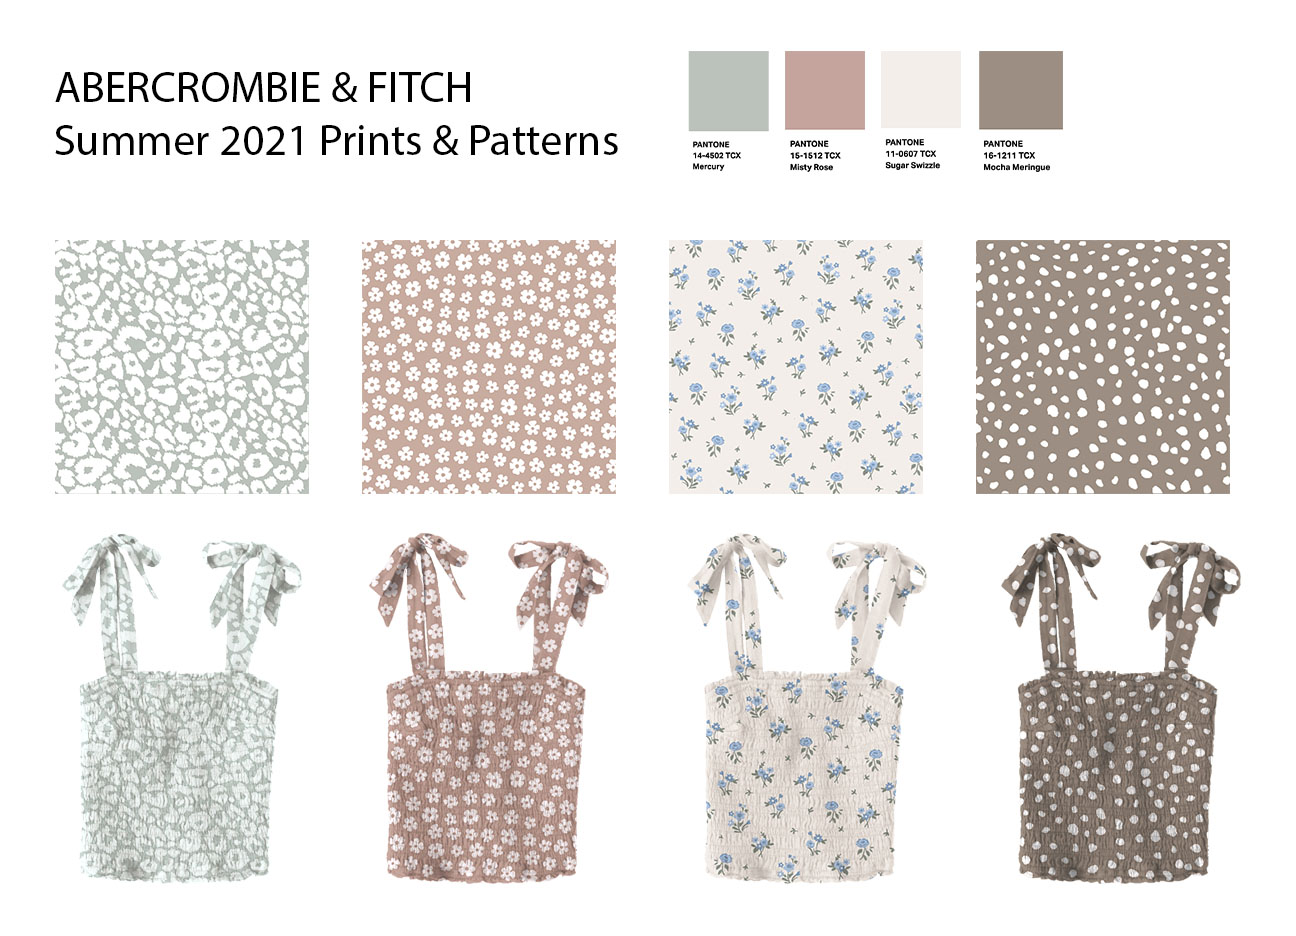 ABERCROMBIE & FITCH
Summer 2021 Prints & Patterns
PANTONE
14-4502 TCX
Mercury
PANTONE
15-1512 TCX
Misty Rose
PANTONE
11-0607 TCX
Sugar Swizzle
PANTONE
16-1211 TCX
Mocha Meringue